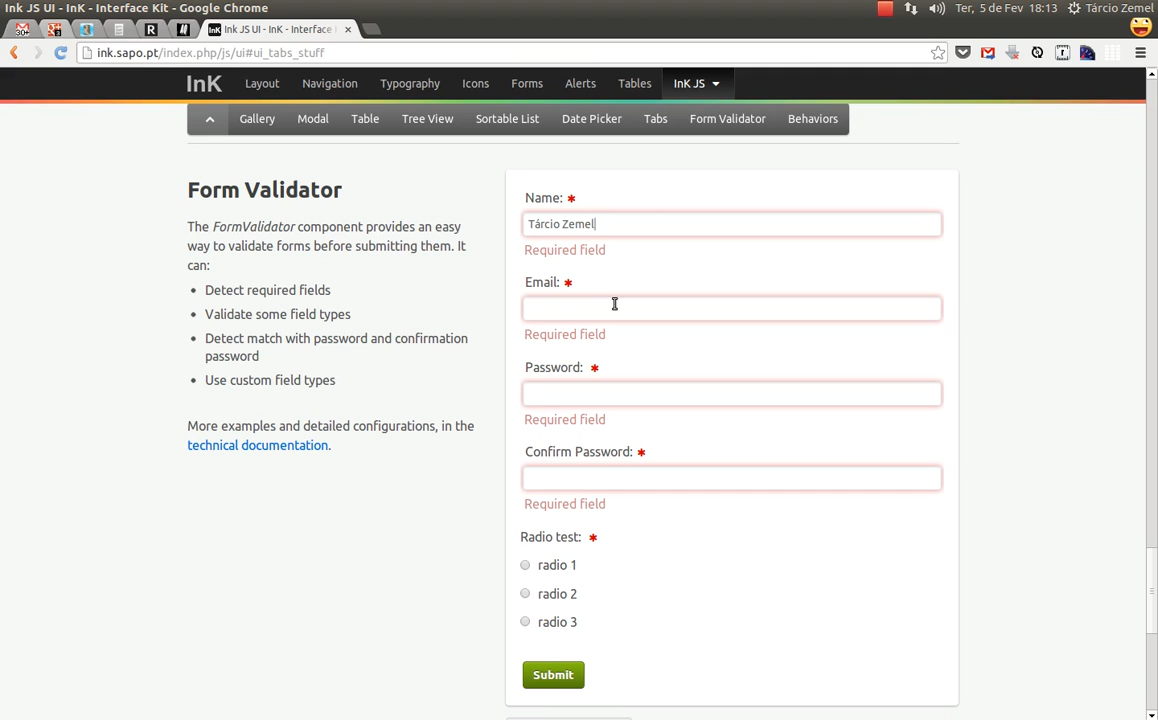 Ink JS UI - InK - Interface Kit - Google Chrome
Ter, 5 de Fev 18:13 Tárcio Zemel
30+ R Ink JS UI - InK - Interface
ink.sapo.pt/index.php/js/ui#ui_tabs_stuff
InK Layout Navigation Typography Icons Forms Alerts Tables InK JS
Gallery Modal Table Tree View Sortable List Date Picker Tabs Form Validator Behaviors
Form Validator
The FormValidator component provides an easy
way to validate forms before submitting them. It
can:
• Detect required fields
• Validate some field types
• Detect match with password and confirmation
password
• Use custom field types
More examples and detailed configurations, in the
technical documentation.
Name: *
Tárcio Zemel
Required field
Email: *
Required field
Password: *
Required field
Confirm Password: *
Required field
Radio test: *
radio 1
radio 2
radio 3
Submit